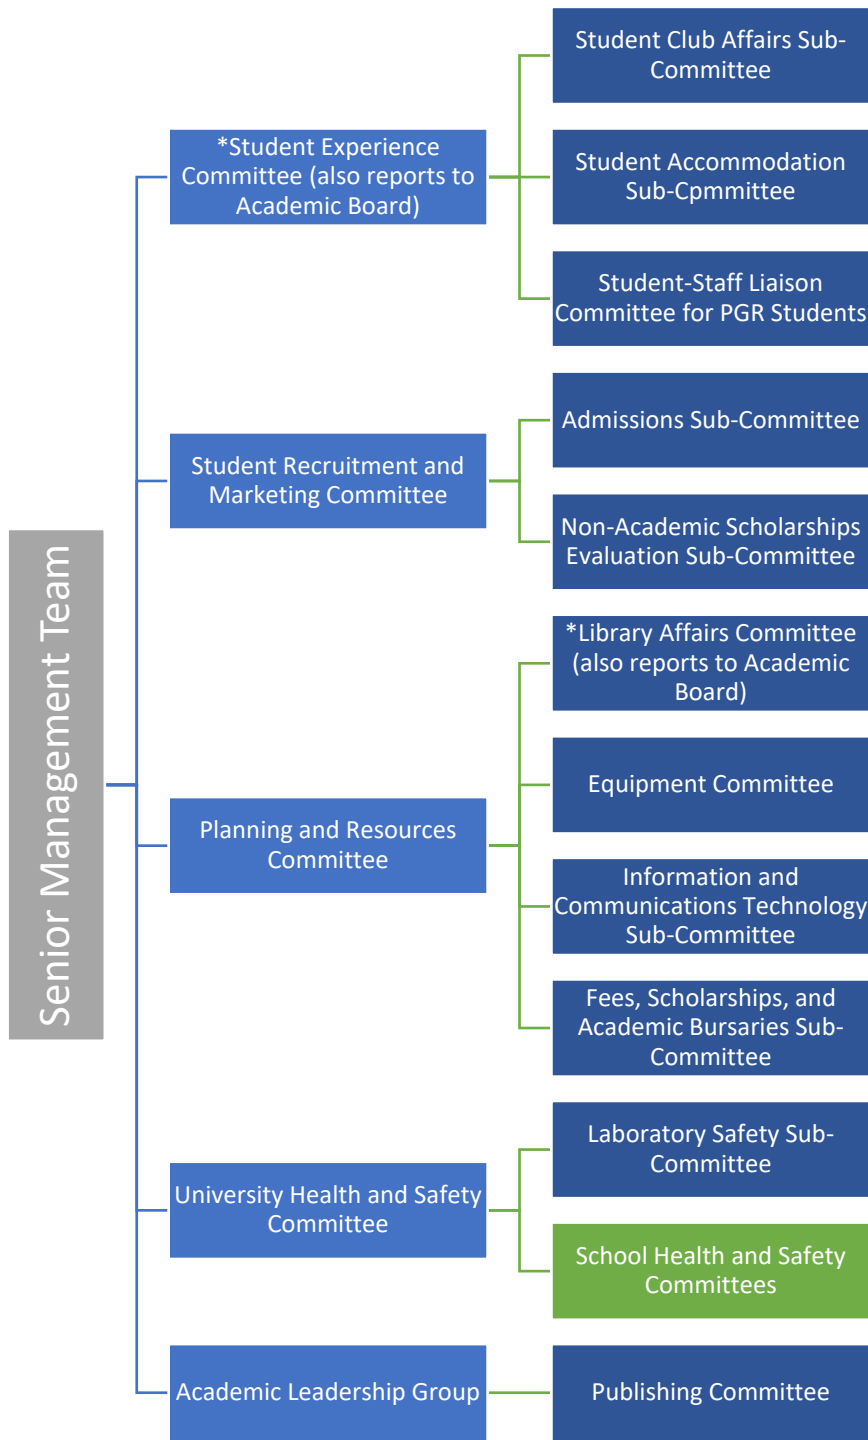 Senior Management Team
*Student Experience
Committee (also reports to
Academic Board)
Student Club Affairs Sub-
Committee
Student Accommodation
Sub-Cpmmittee
Student-Staff Liaison
Committee for PGR Students
Student Recruitment and
Marketing Committee
Admissions Sub-Committee
Non-Academic Scholarships
Evaluation Sub-Committee
Planning and Resources
Committee
*Library Affairs Committee
(also reports to Academic
Board)
Equipment Committee
Information and
Communications Technology
Sub-Committee
Fees, Scholarships, and
Academic Bursaries Sub-
Committee
University Health and Safety
Committee
Laboratory Safety Sub-
Committee
School Health and Safety
Committees
Academic Leadership Group
Publishing Committee